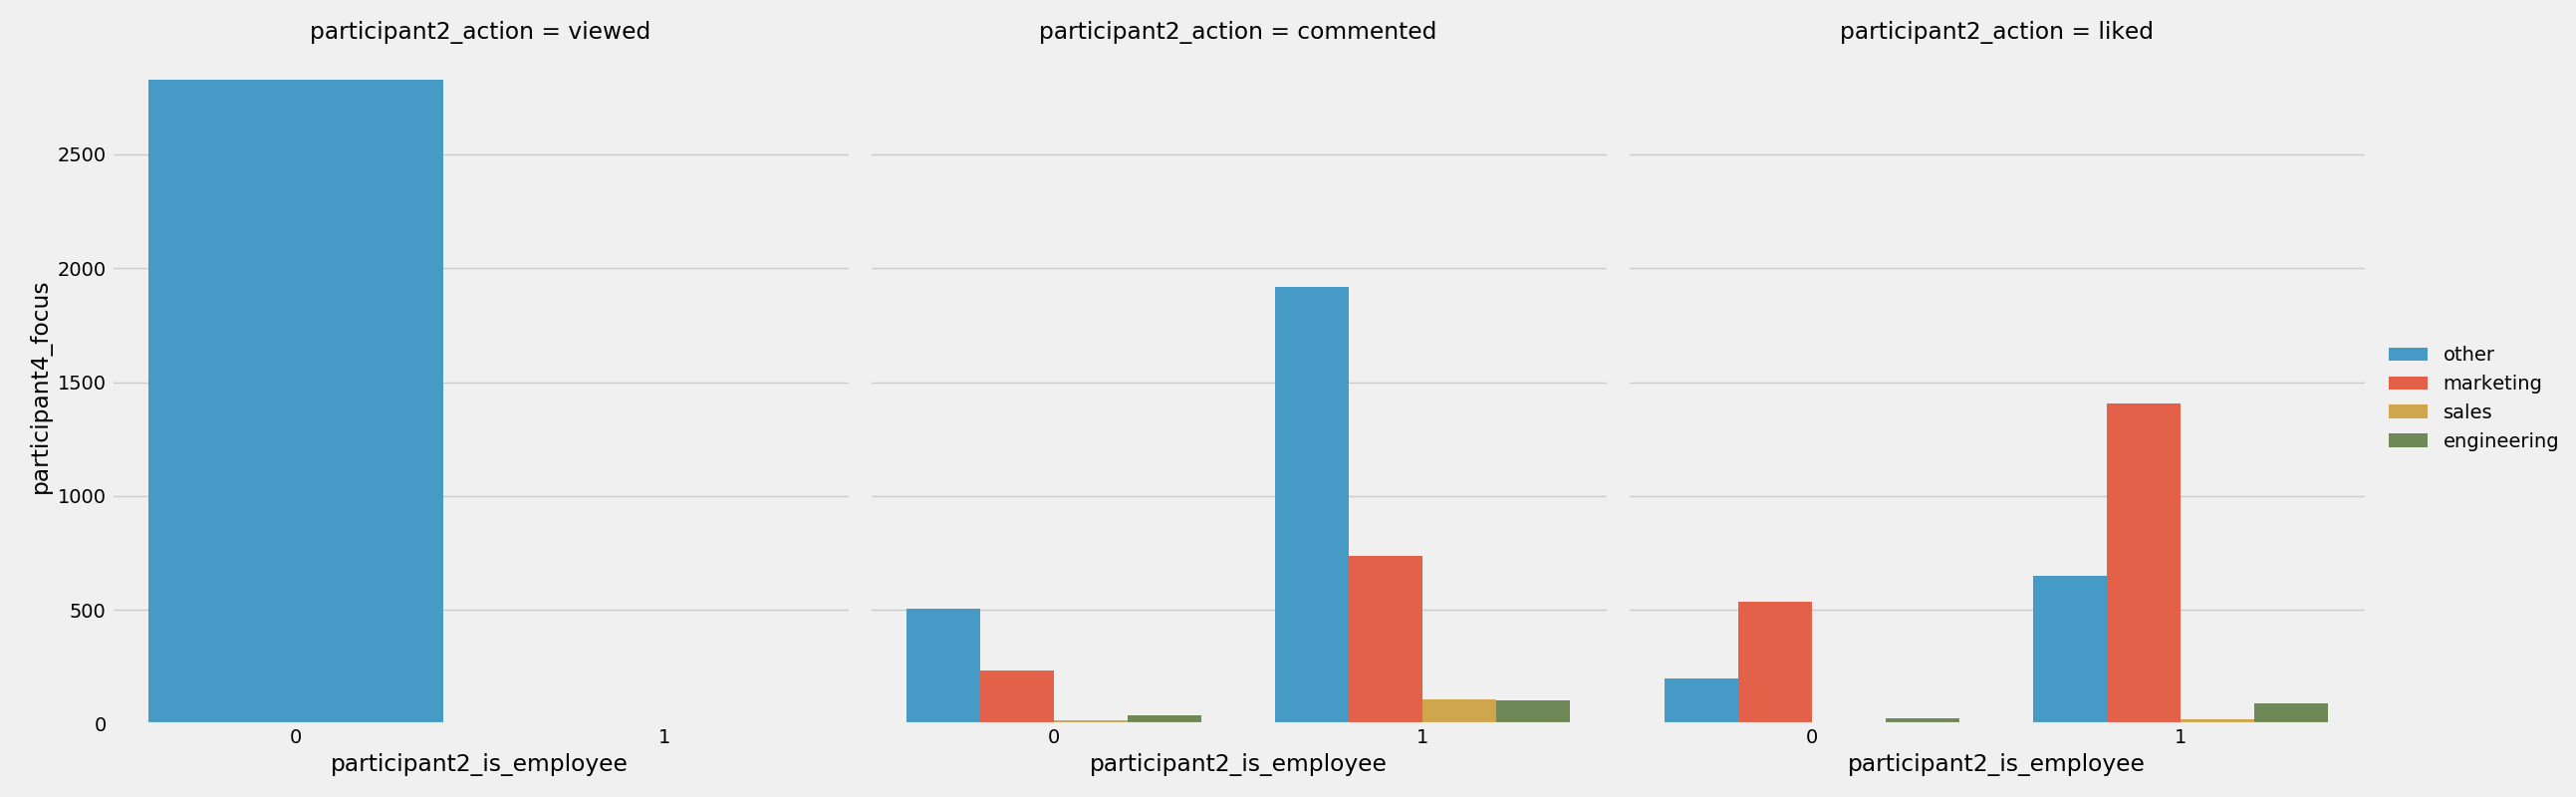 participant2_action = viewed
participant2_action = commented
participant2_action = liked
participant4_focus
2500
2000
1500
1000
500
0
0 1
0 1
0 1
participant2_is_employee
participant2_is_employee
participant2_is_employee
other
marketing
sales
engineering